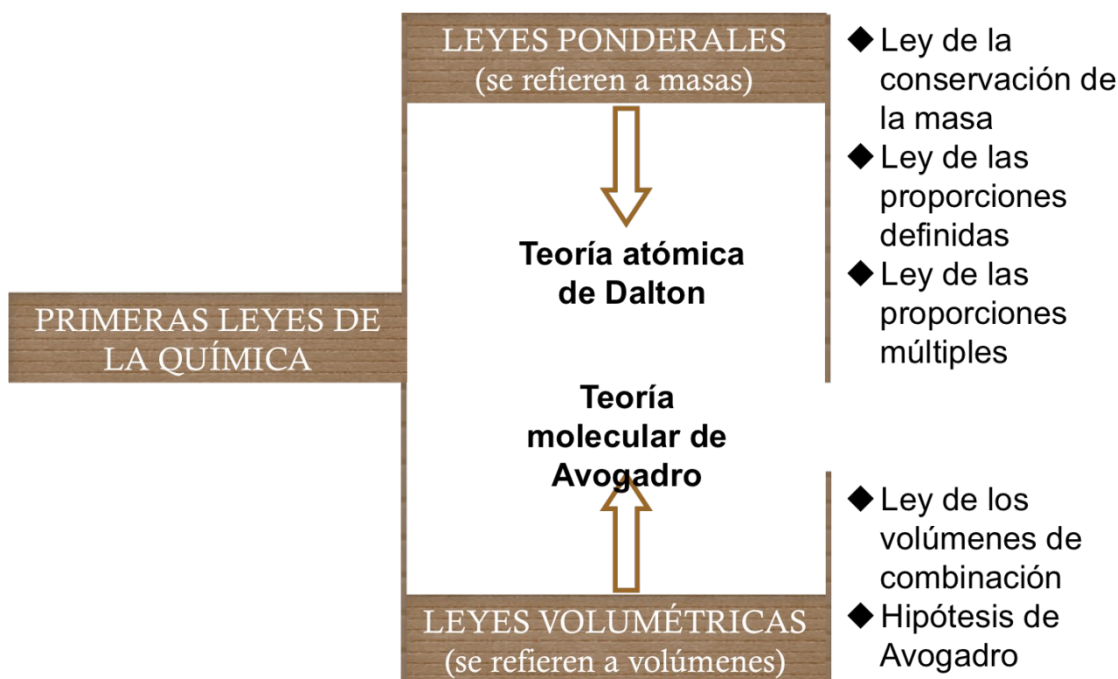 LEYES PONDERALES
(se refieren a masas)
◆ Ley de la
conservación de
la masa
◆ Ley de las
proporciones
definidas
◆ Ley de las
proporciones
múltiples
Teoría atómica
de Dalton
PRIMERAS LEYES DE
LA QUÍMICA
Teoría
molecular de
Avogadro
◆ Ley de los
volúmenes de
combinación
◆ Hipótesis de
Avogadro
LEYES VOLUMÉTRICAS
(se refieren a volúmenes)